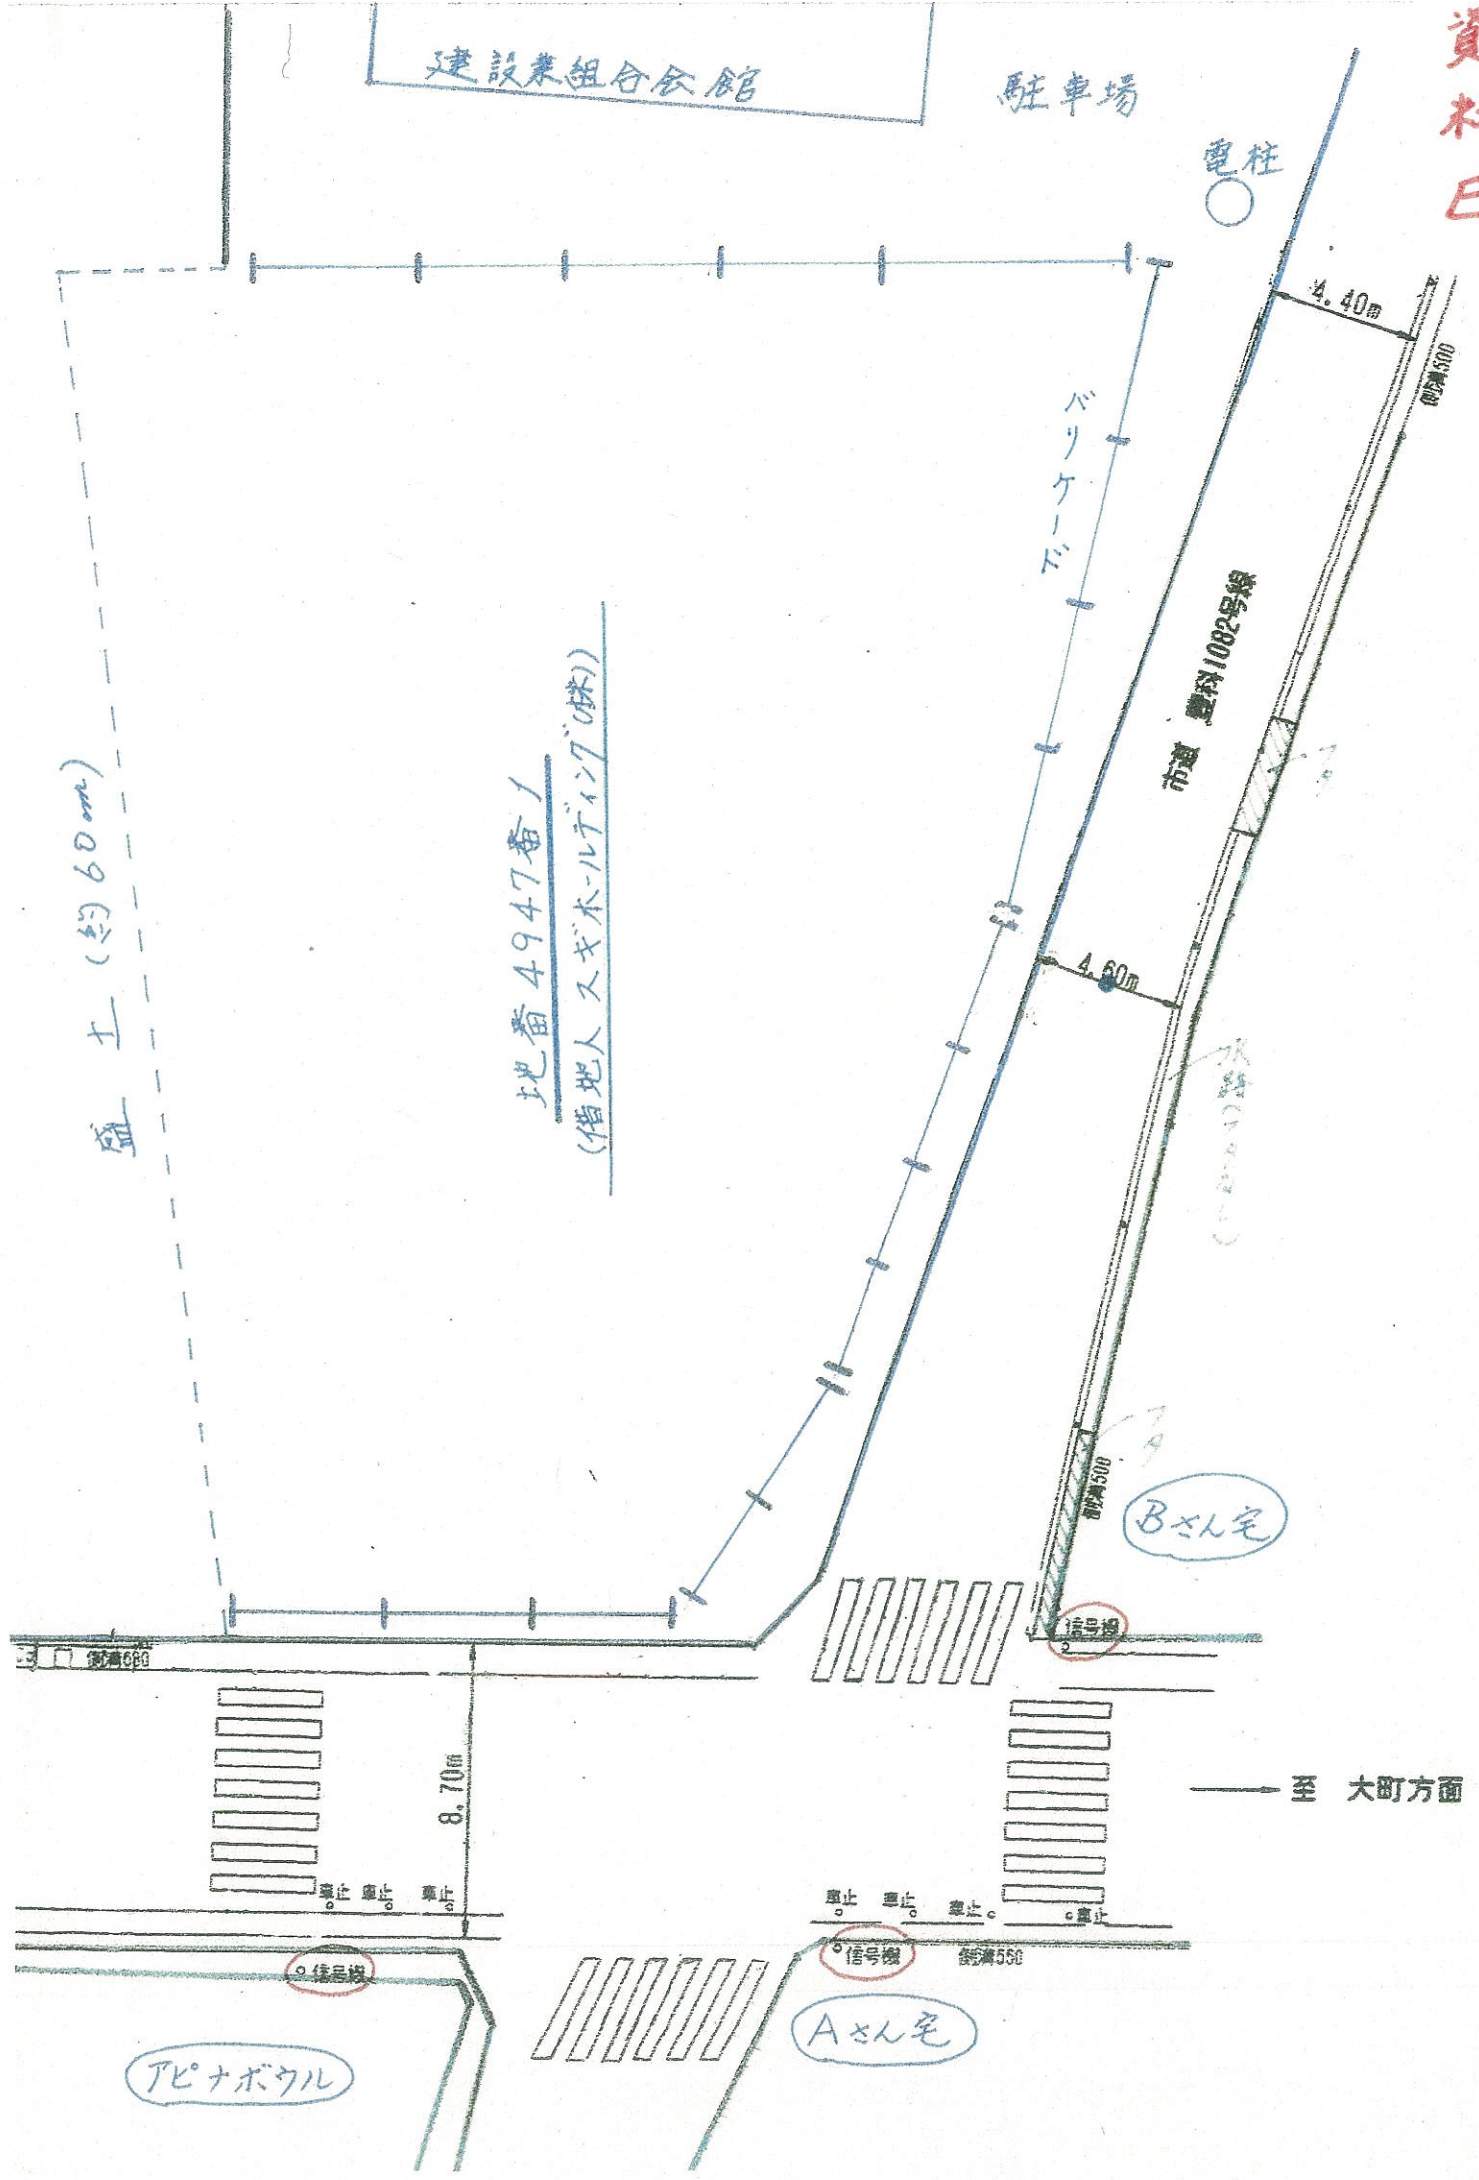 建設業組合会館
駐車場
電柱
4.40m
側溝500
バリケード
市道 豊科1082号線
盛土(約60m)
地番4947番1
(借地人 スギホールディング(株))
4.60m
フタ
側溝500
Bさん宅
信号機
側溝680
8.70m
至 大町方面
車止 車止 車止
車止 車止 車止 車止
信号機
信号機
側溝560
Aさん宅
アピナボウル